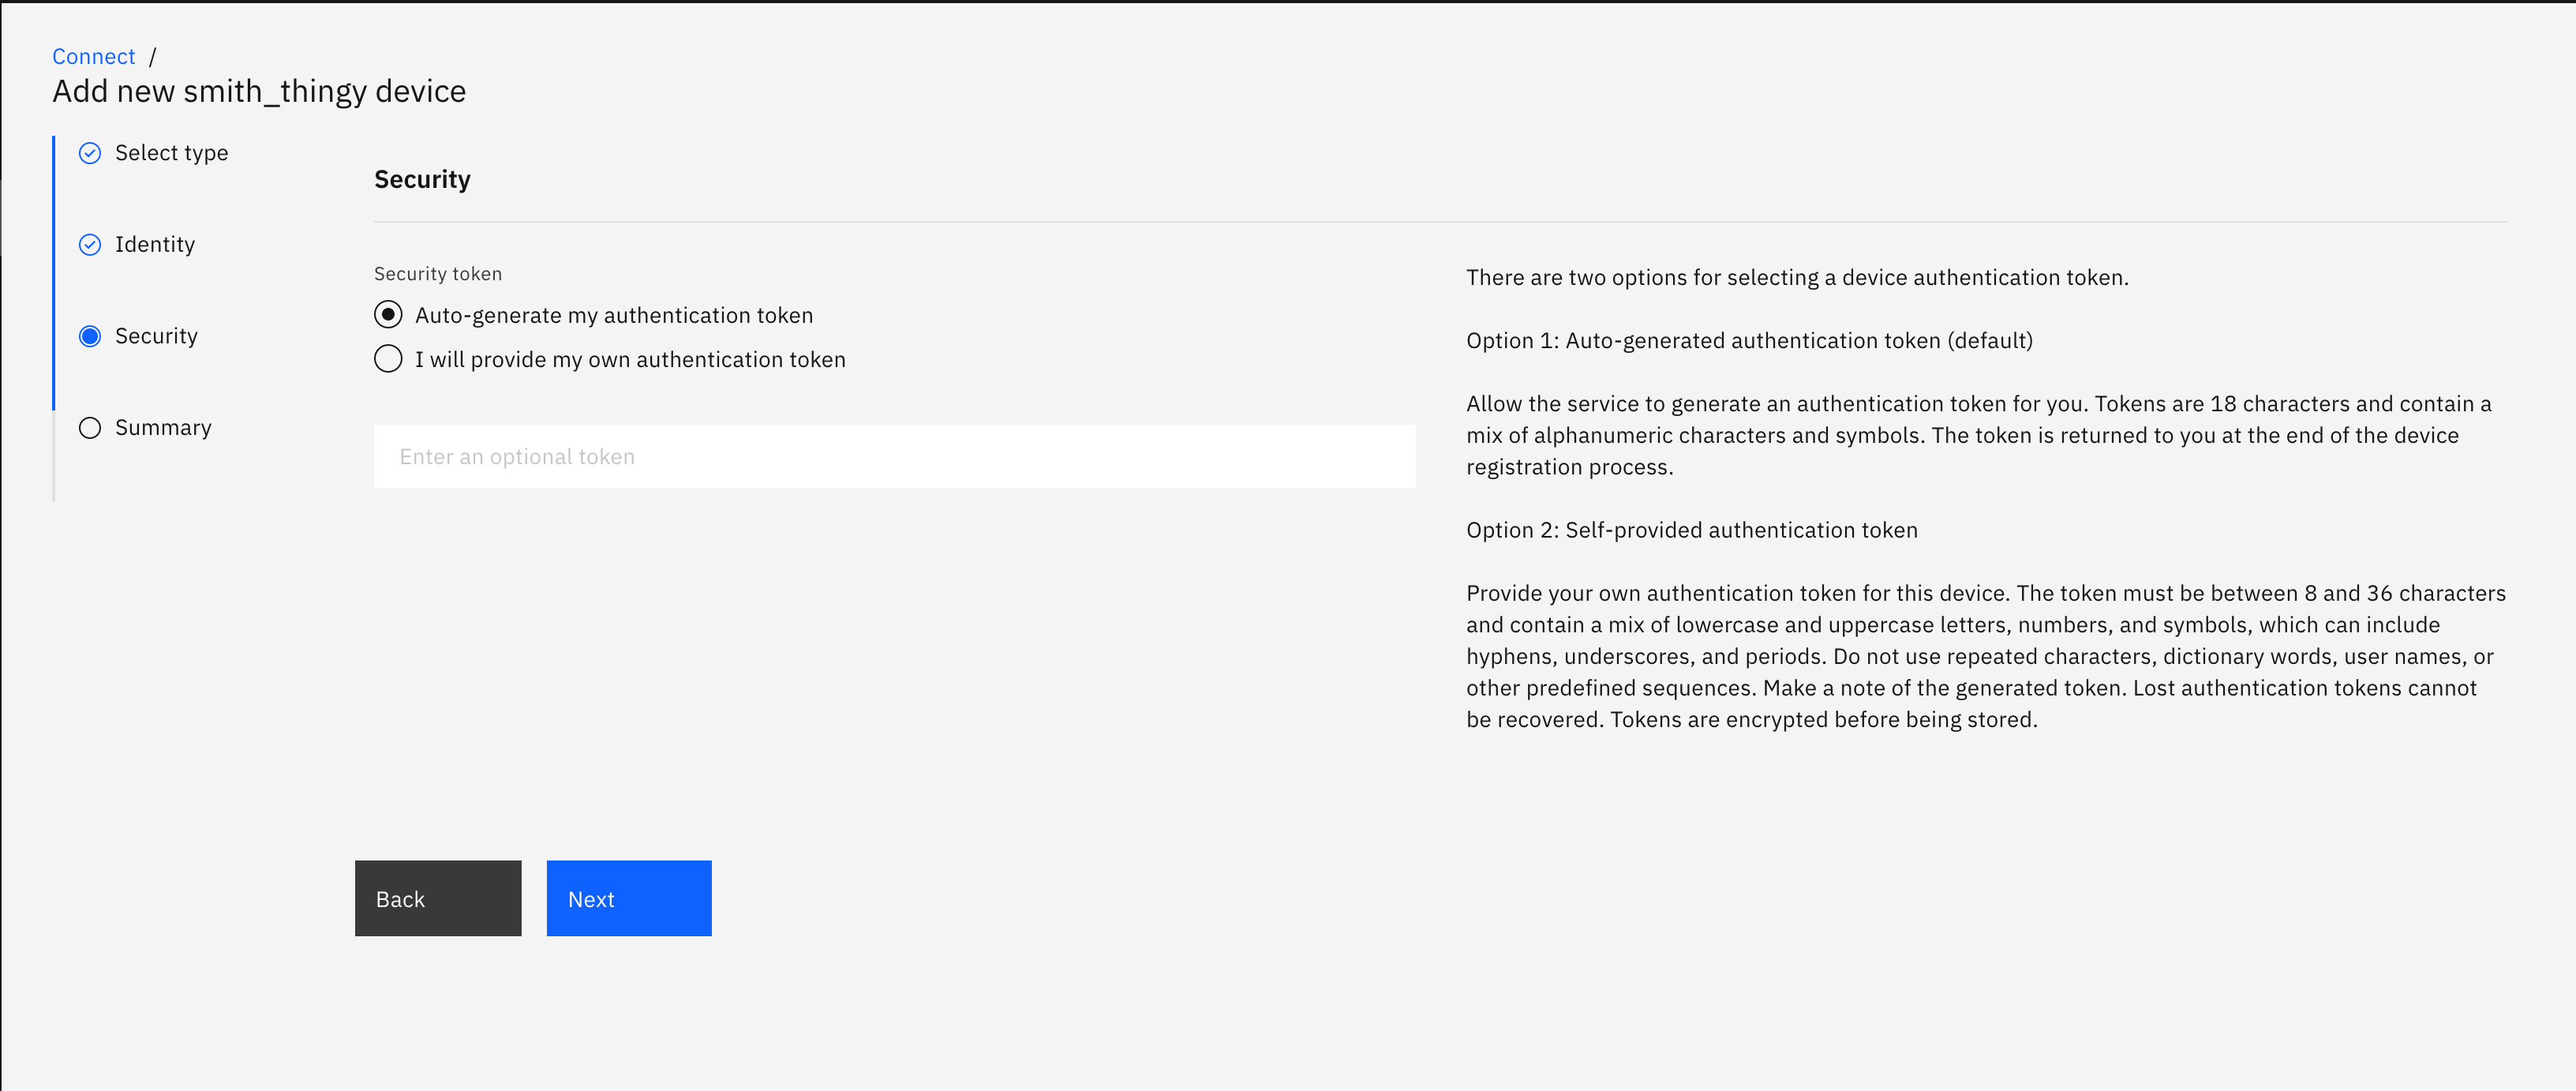 Connect /
Add new smith_thingy device
Select type
Identity
Security
Summary
Security
Security token
Auto-generate my authentication token
I will provide my own authentication token
Enter an optional token
There are two options for selecting a device authentication token.
Option 1: Auto-generated authentication token (default)
Allow the service to generate an authentication token for you. Tokens are 18 characters and contain a
mix of alphanumeric characters and symbols. The token is returned to you at the end of the device
registration process.
Option 2: Self-provided authentication token
Provide your own authentication token for this device. The token must be between 8 and 36 characters
and contain a mix of lowercase and uppercase letters, numbers, and symbols, which can include
hyphens, underscores, and periods. Do not use repeated characters, dictionary words, user names, or
other predefined sequences. Make a note of the generated token. Lost authentication tokens cannot
be recovered. Tokens are encrypted before being stored.
Back
Next